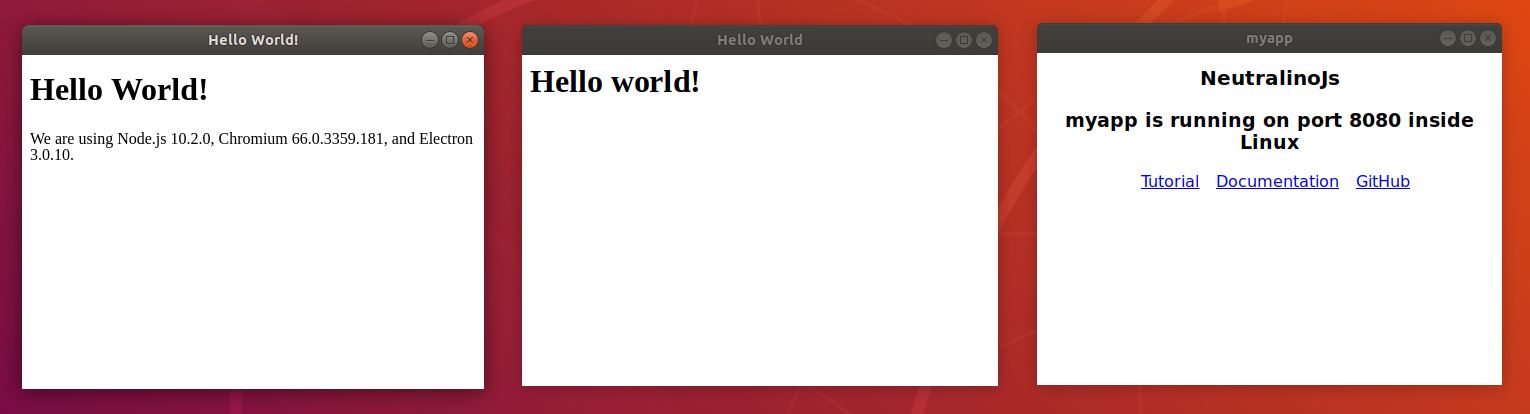 Hello World!
Hello World!
We are using Node.js 10.2.0, Chromium 66.0.3359.181, and Electron
3.0.10.
Hello World
Hello world!
myapp
NeutralinoJs
myapp is running on port 8080 inside
Linux
Tutorial Documentation GitHub